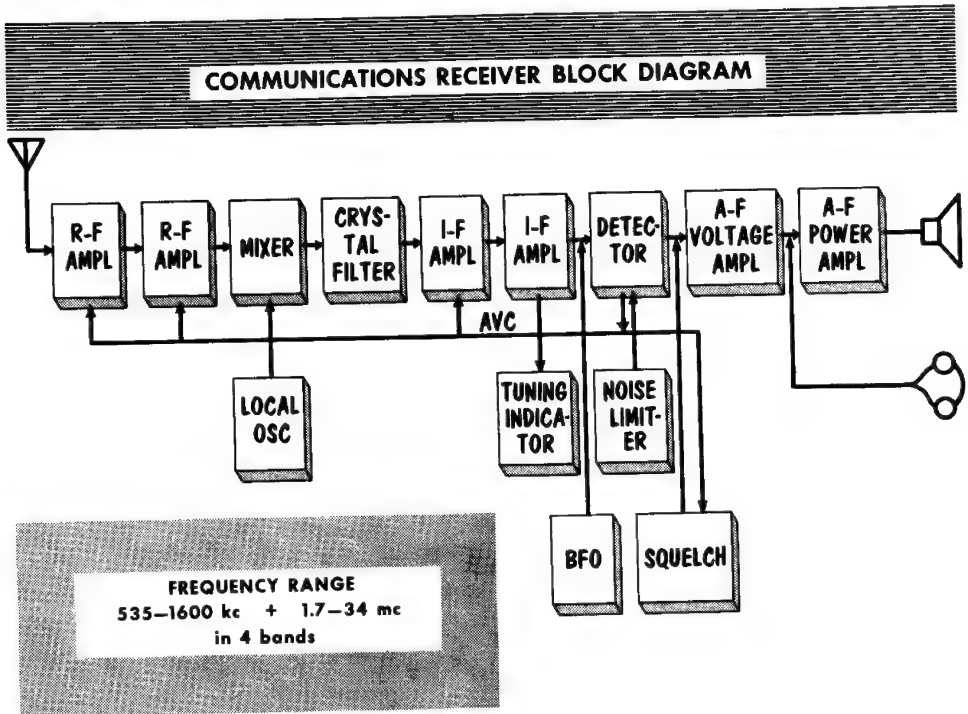 COMMUNICATIONS RECEIVER BLOCK DIAGRAM
R-F
AMPL
R-F
AMPL
MIXER
CRYS-
TAL
FILTER
I-F
AMPL
I-F
AMPL
DETEC-
TOR
A-F
VOLTAGE
AMPL
A-F
POWER
AMPL
AVC
LOCAL
OSC
TUNING
INDICA-
TOR
NOISE
LIMIT-
ER
BFO
SQUELCH
FREQUENCY RANGE
535–1600 kc + 1.7–34 mc
in 4 bands